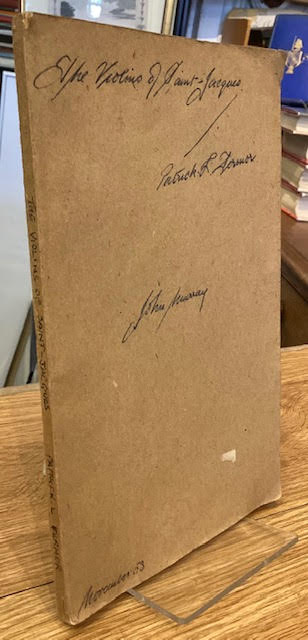 The Violins of Saint-Jacques
/
Patrick L. Fermor
John Murray
November 53
THE VIOLINS OF SAINT-JACQUES PATRICK L. FERMOR